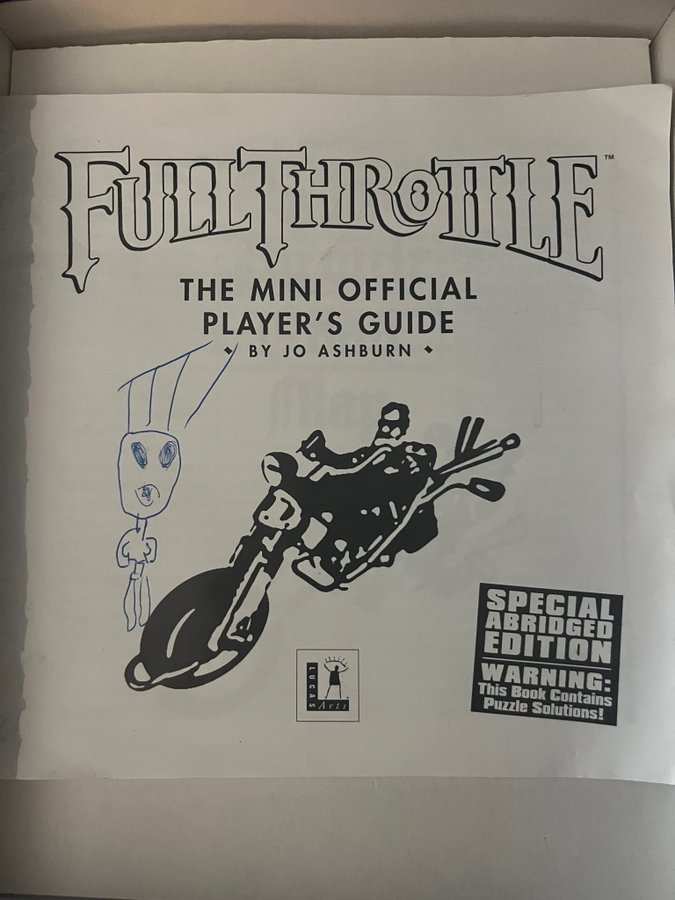 FULL THROTTLE™
THE MINI OFFICIAL
PLAYER'S GUIDE
◆ BY JO ASHBURN ◆
LUCAS
Arts
SPECIAL
ABRIDGED
EDITION
WARNING:
This Book Contains
Puzzle Solutions!